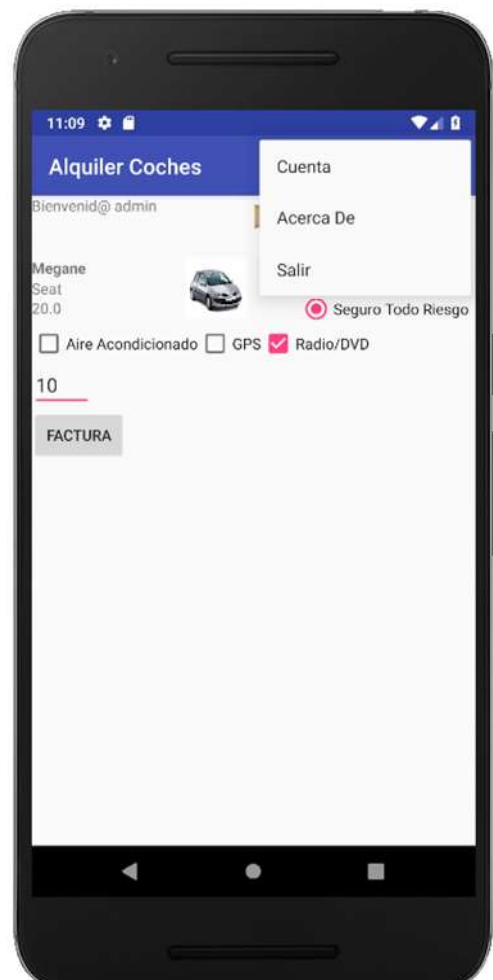 11:09
Alquiler Coches
Cuenta
Bienvenid@ admin
Acerca De
Salir
Megane
Seat
20.0
Seguro Todo Riesgo
Aire Acondicionado GPS Radio/DVD
10
FACTURA